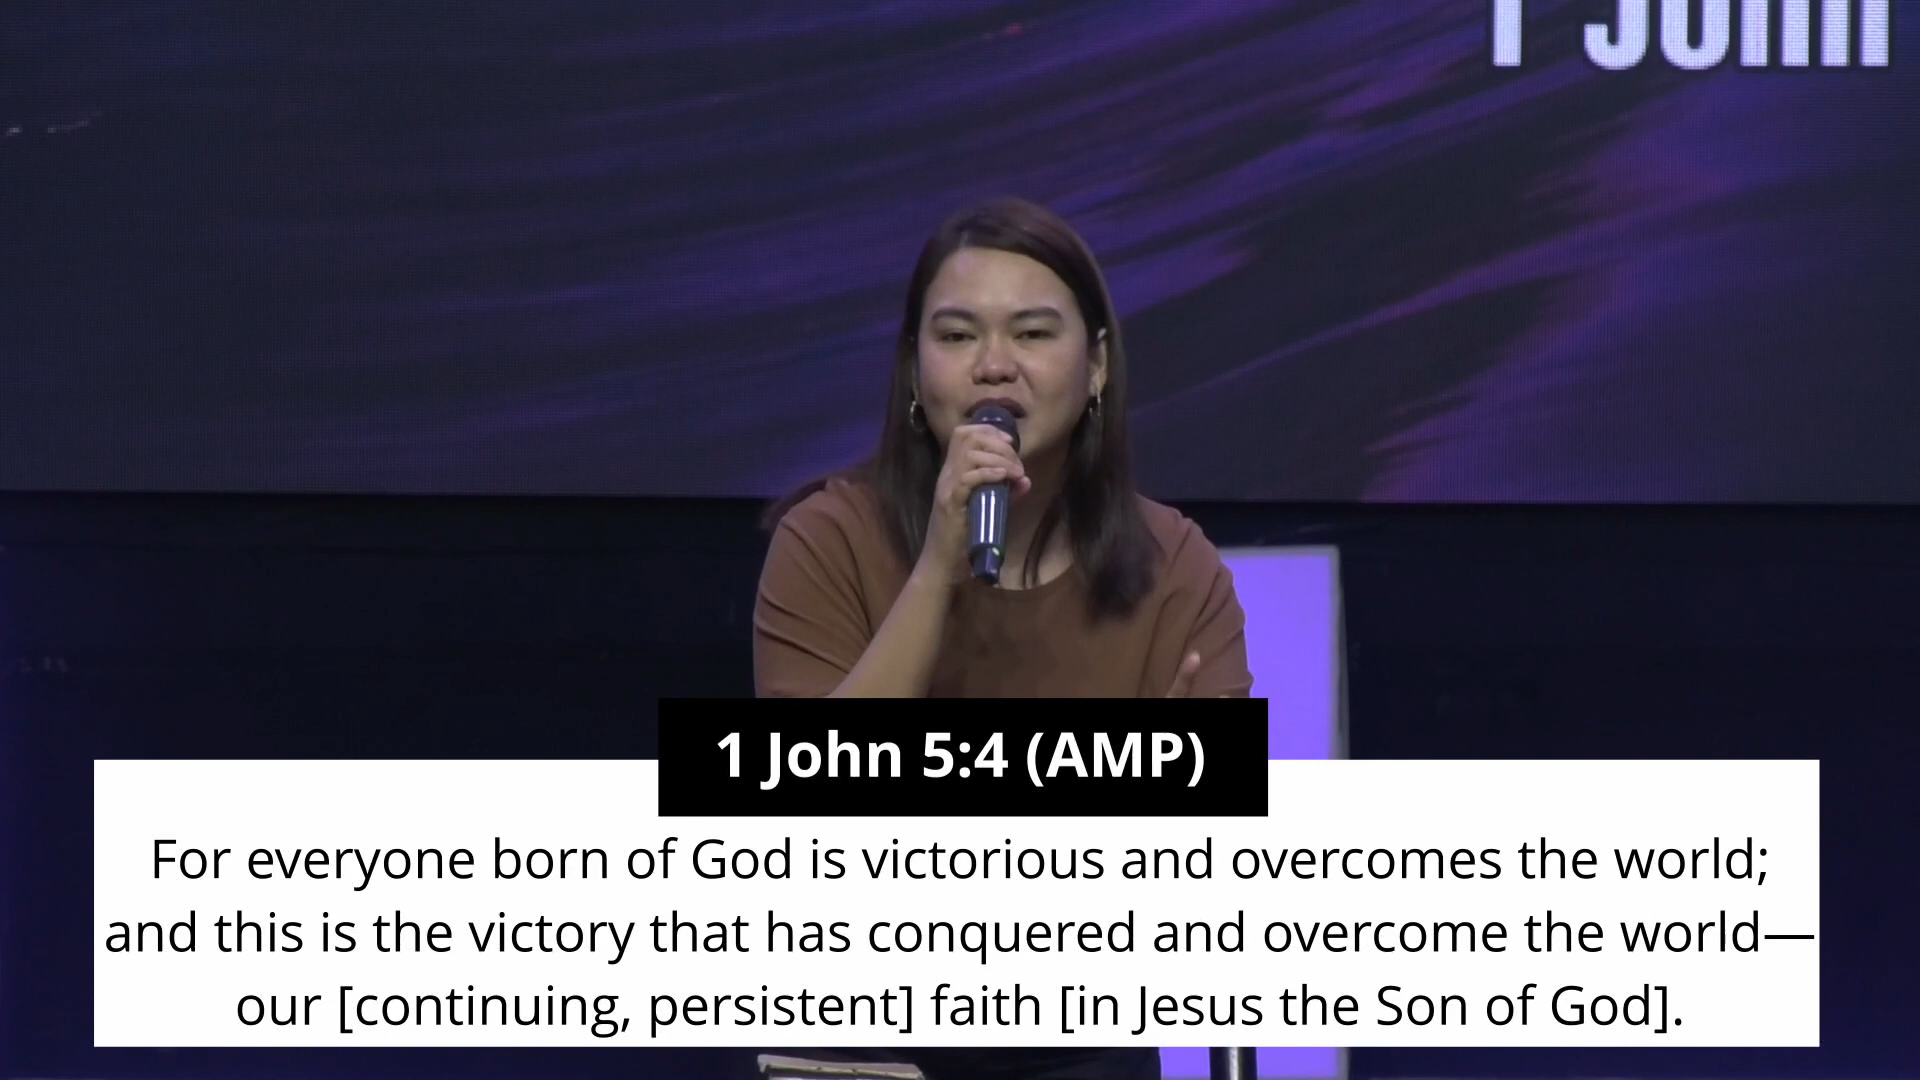 1 John
1 John 5:4 (AMP)
For everyone born of God is victorious and overcomes the world;
and this is the victory that has conquered and overcome the world—
our [continuing, persistent] faith [in Jesus the Son of God].